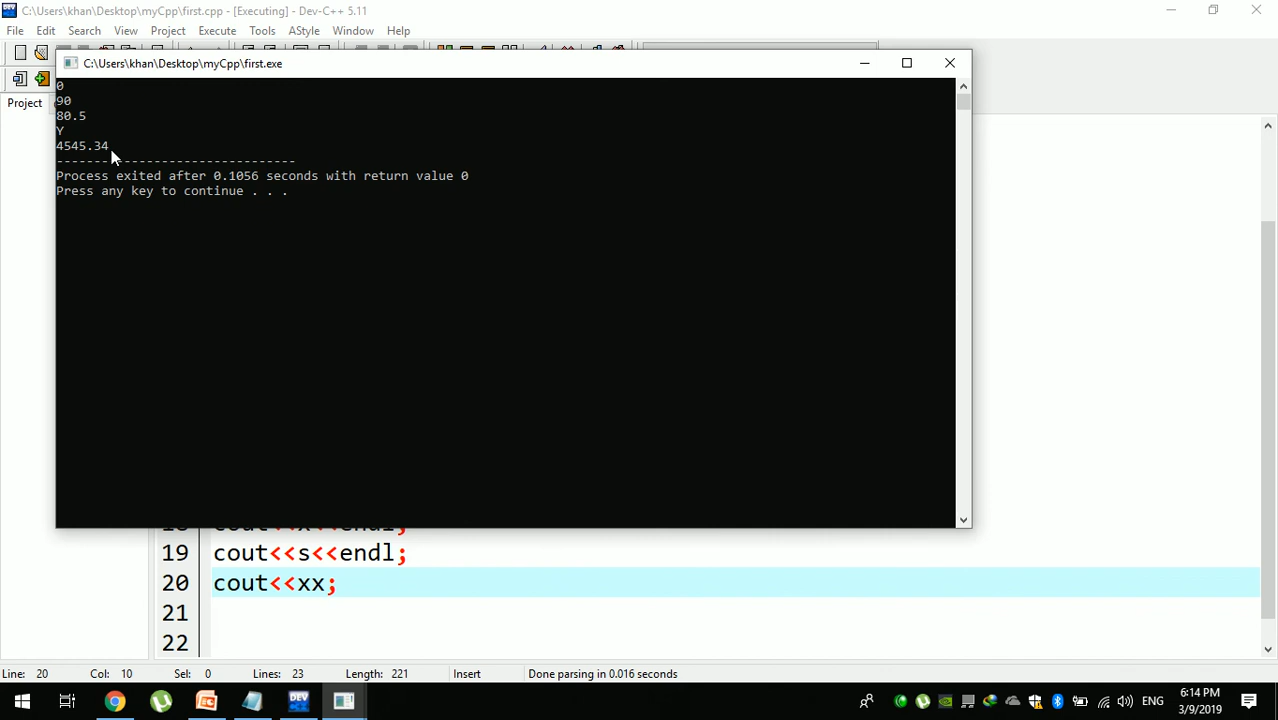 C:\Users\khan\Desktop\myCpp\first.cpp - [Executing] - Dev-C++ 5.11
File Edit Search View Project Execute Tools AStyle Window Help
C:\Users\khan\Desktop\myCpp\first.exe
Project
0
90
80.5
Y
4545.34
--------------------------------
Process exited after 0.1056 seconds with return value 0
Press any key to continue . . .
19 cout<<s<<endl;
20 cout<<xx;
21
22
Line: 20 Col: 10 Sel: 0 Lines: 23 Length: 221 Insert Done parsing in 0.016 seconds
ENG
6:14 PM
3/9/2019